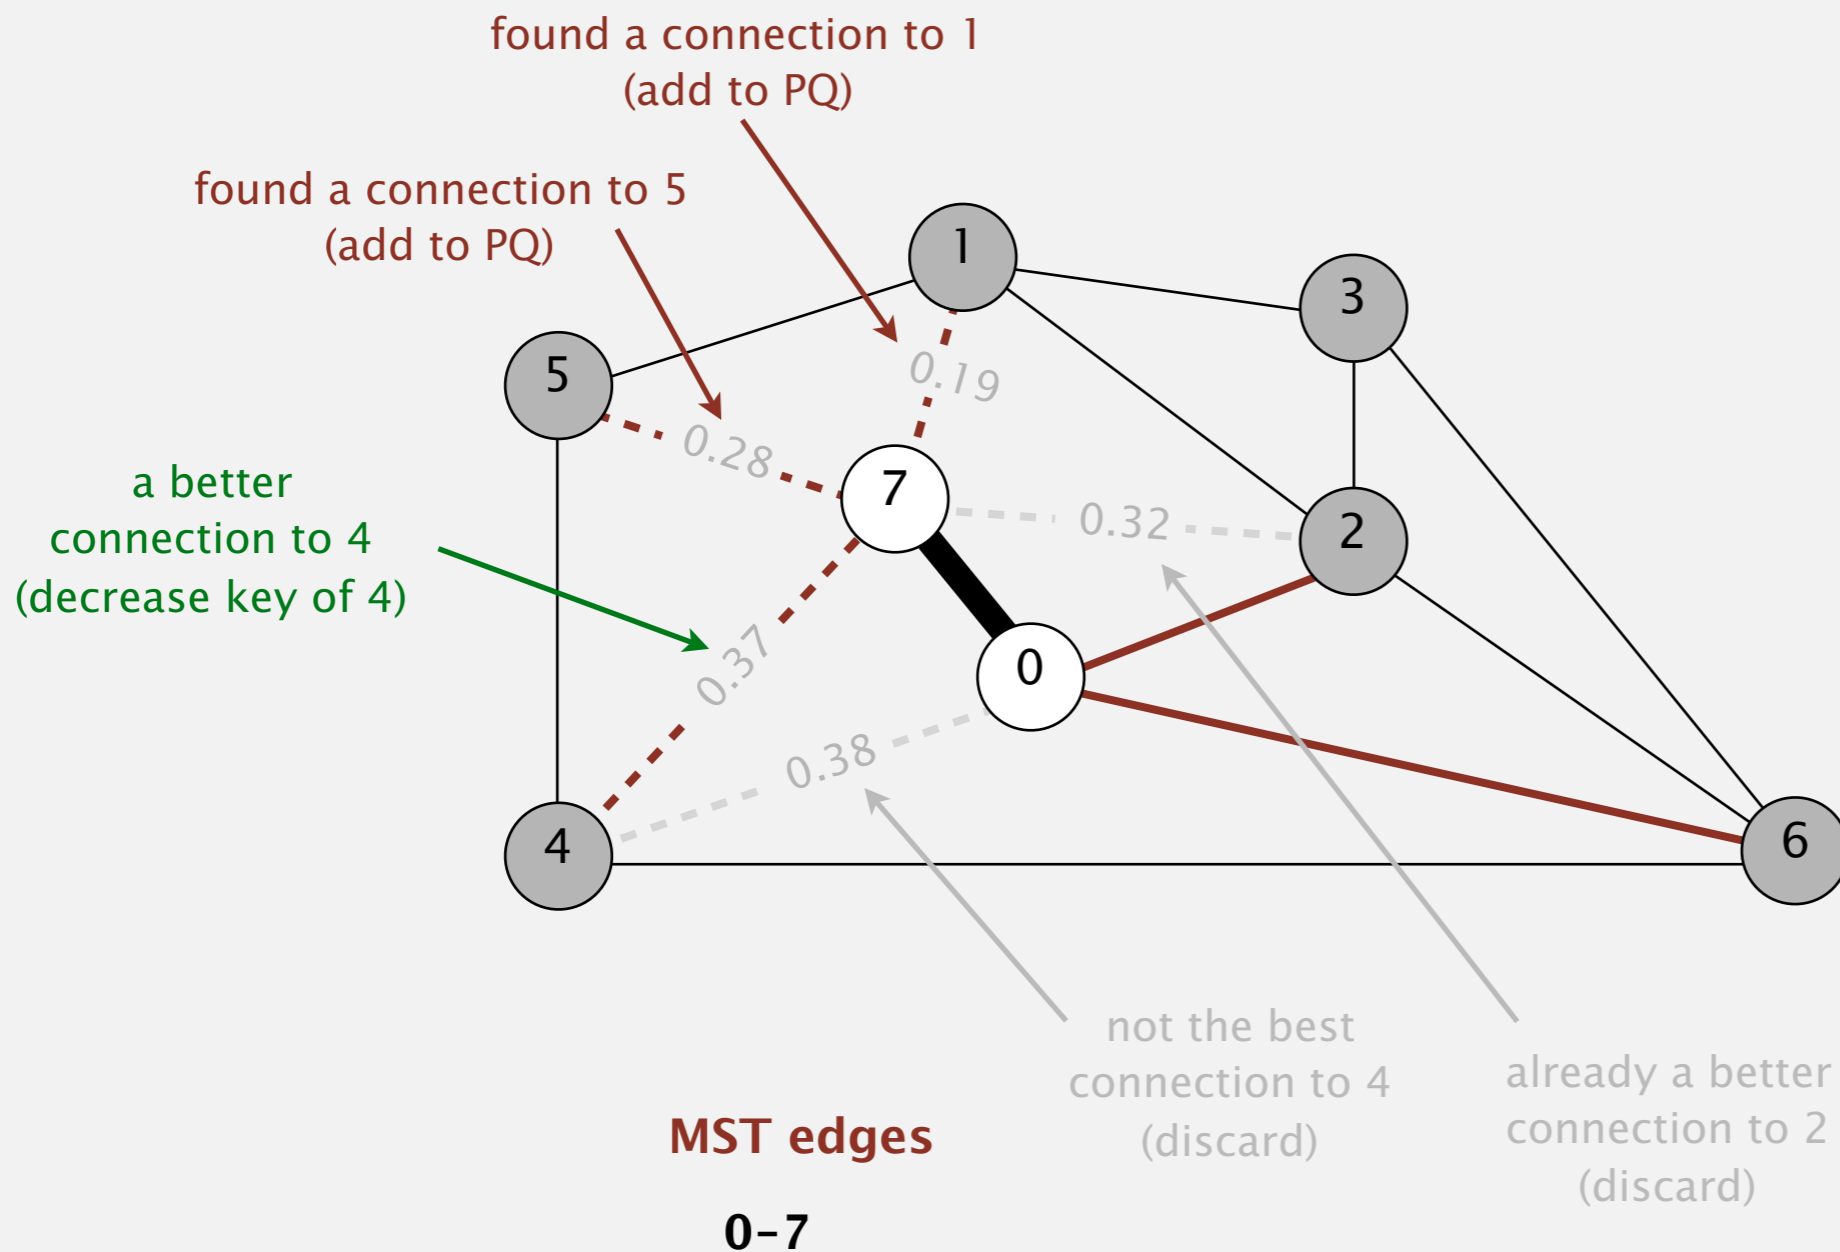 found a connection to 1
(add to PQ)
found a connection to 5
(add to PQ)
1
3
5
0.19
0.28
7
0.32
2
a better
connection to 4
(decrease key of 4)
0.37
0
0.38
4
6
not the best
connection to 4
(discard)
already a better
connection to 2
(discard)
MST edges
0–7